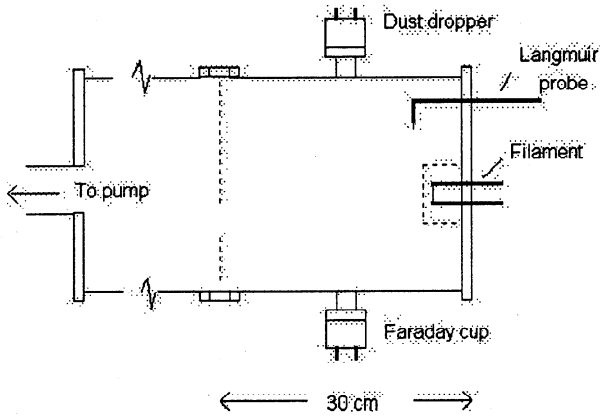 Dust dropper
Langmuir
probe
Filament
To pump
Faraday cup
30 cm